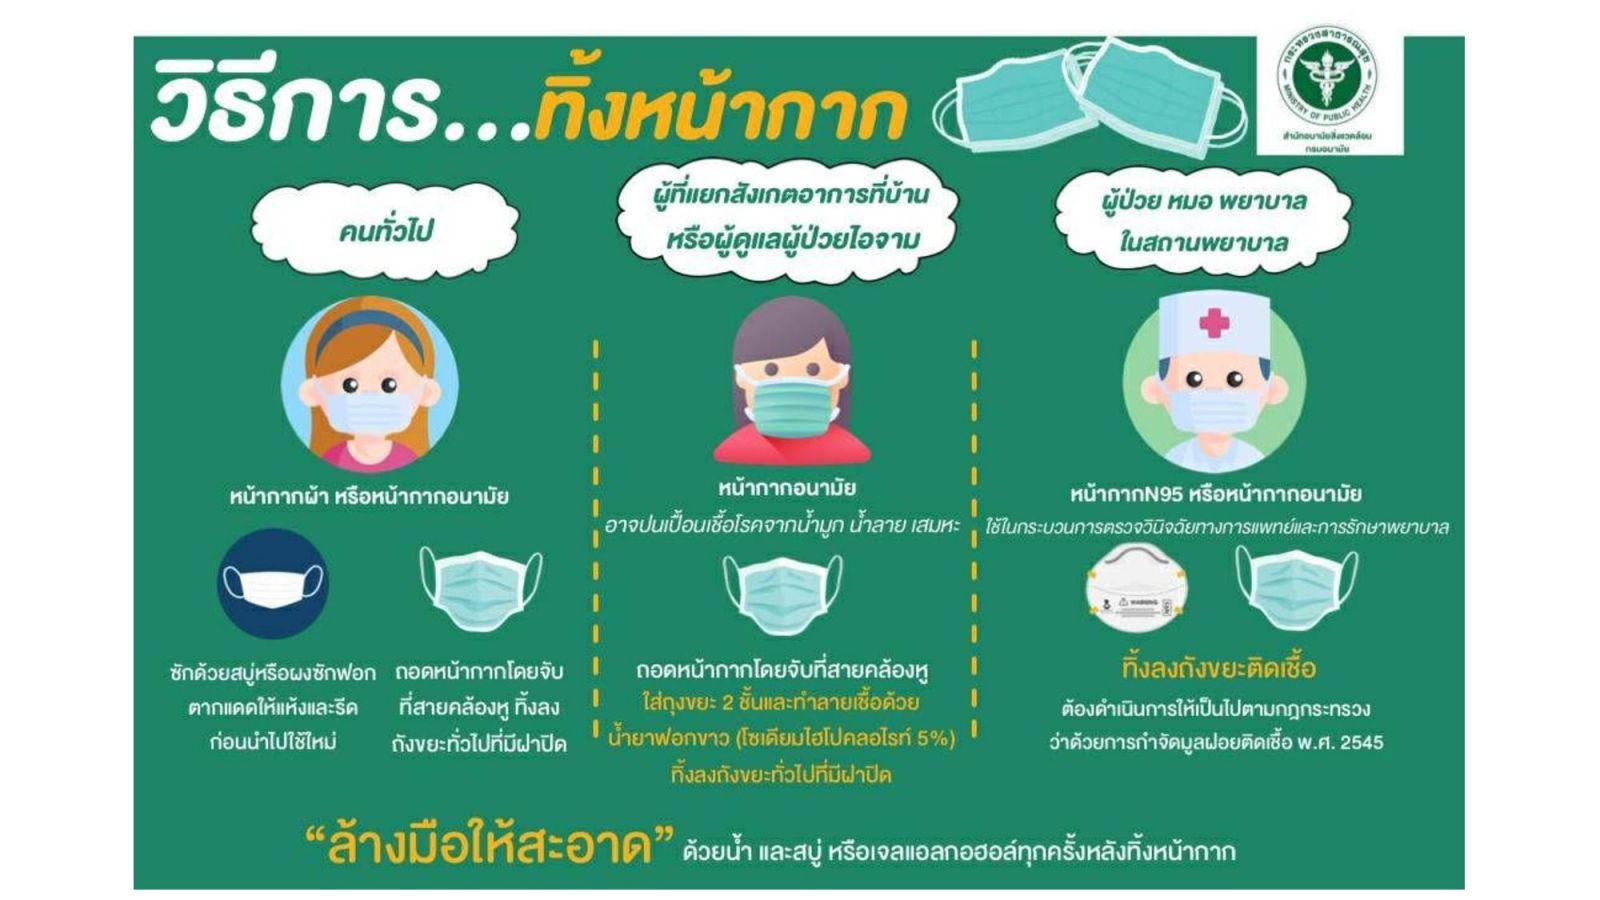 วิธีการ...ทิ้งหน้ากาก
กระทรวงสาธารณสุข
MINISTRY OF PUBLIC HEALTH
สำนักอนามัยสิ่งแวดล้อม
กรมอนามัย
คนทั่วไป
หน้ากากผ้า หรือหน้ากากอนามัย
ซักด้วยสบู่หรือผงซักฟอก
ตากแดดให้แห้งและรีด
ก่อนนำไปใช้ใหม่
ถอดหน้ากากโดยจับ
ที่สายคล้องหู ทิ้งลง
ถังขยะทั่วไปที่มีฝาปิด
ผู้ที่แยกสังเกตอาการที่บ้าน
หรือผู้ดูแลผู้ป่วยไอจาม
หน้ากากอนามัย
อาจปนเปื้อนเชื้อโรคจากน้ำมูก น้ำลาย เสมหะ
ถอดหน้ากากโดยจับที่สายคล้องหู
ใส่ถุงขยะ 2 ชั้นและทำลายเชื้อด้วย
น้ำยาฟอกขาว (โซเดียมไฮโปคลอไรท์ 5%)
ทิ้งลงถังขยะทั่วไปที่มีฝาปิด
ผู้ป่วย หมอ พยาบาล
ในสถานพยาบาล
หน้ากากN95 หรือหน้ากากอนามัย
ใช้ในกระบวนการตรวจวินิจฉัยทางการแพทย์และการรักษาพยาบาล
WARNING
ทิ้งลงถังขยะติดเชื้อ
ต้องดำเนินการให้เป็นไปตามกฎกระทรวง
ว่าด้วยการกำจัดมูลฝอยติดเชื้อ พ.ศ. 2545
“ล้างมือให้สะอาด” ด้วยน้ำ และสบู่ หรือเจลแอลกอฮอล์ทุกครั้งหลังทิ้งหน้ากาก